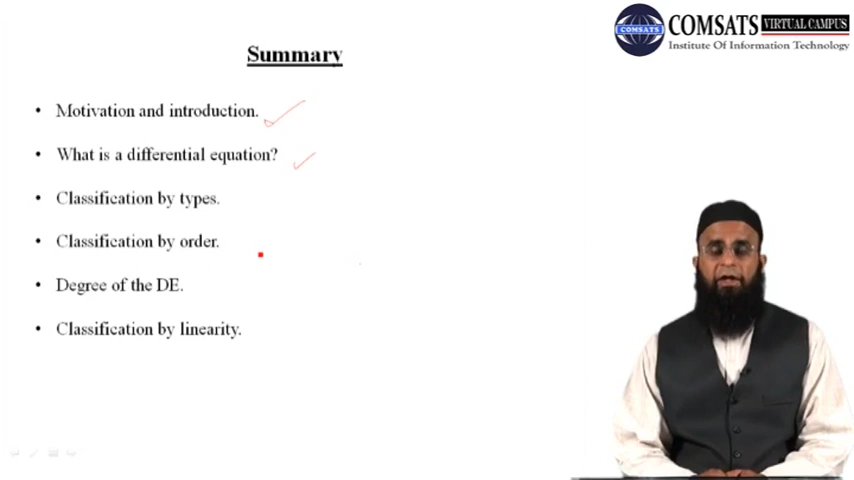 COMSATS
COMSATS VIRTUAL CAMPUS
Institute Of Information Technology
Summary
• Motivation and introduction.
• What is a differential equation?
• Classification by types.
• Classification by order.
• Degree of the DE.
• Classification by linearity.